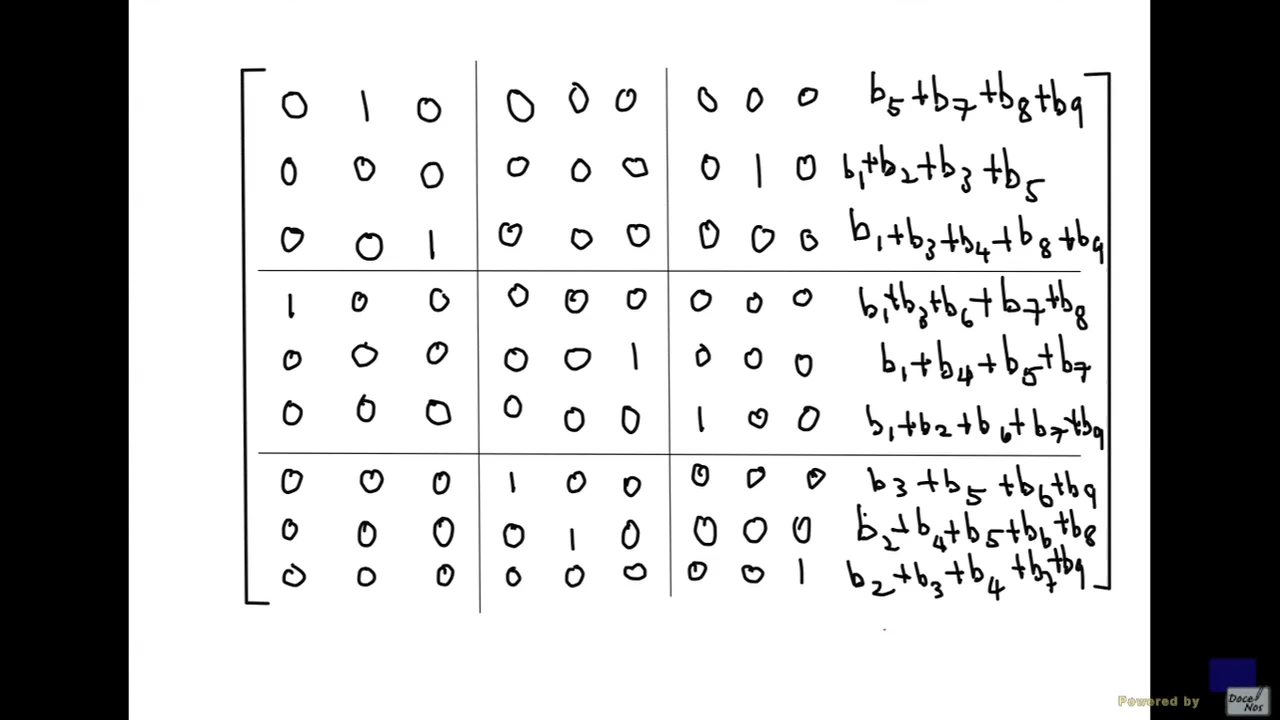 0 1 0 0 0 0 0 0 0 b5+b7+b8+b9
0 0 0 0 0 0 0 1 0 b1+b2+b3+b5
0 0 1 0 0 0 0 0 0 b1+b3+b4+b8+b9
1 0 0 0 0 0 0 0 0 b1+b3+b6+b7+b8
0 0 0 0 0 1 0 0 0 b1+b4+b5+b7
0 0 0 0 0 0 1 0 0 b1+b2+b6+b7+b9
0 0 0 1 0 0 0 0 0 b3+b5+b6+b9
0 0 0 0 1 0 0 0 0 b2+b4+b5+b6+b8
0 0 0 0 0 0 0 0 1 b2+b3+b4+b7+b9
Powered by
Doce
Nos